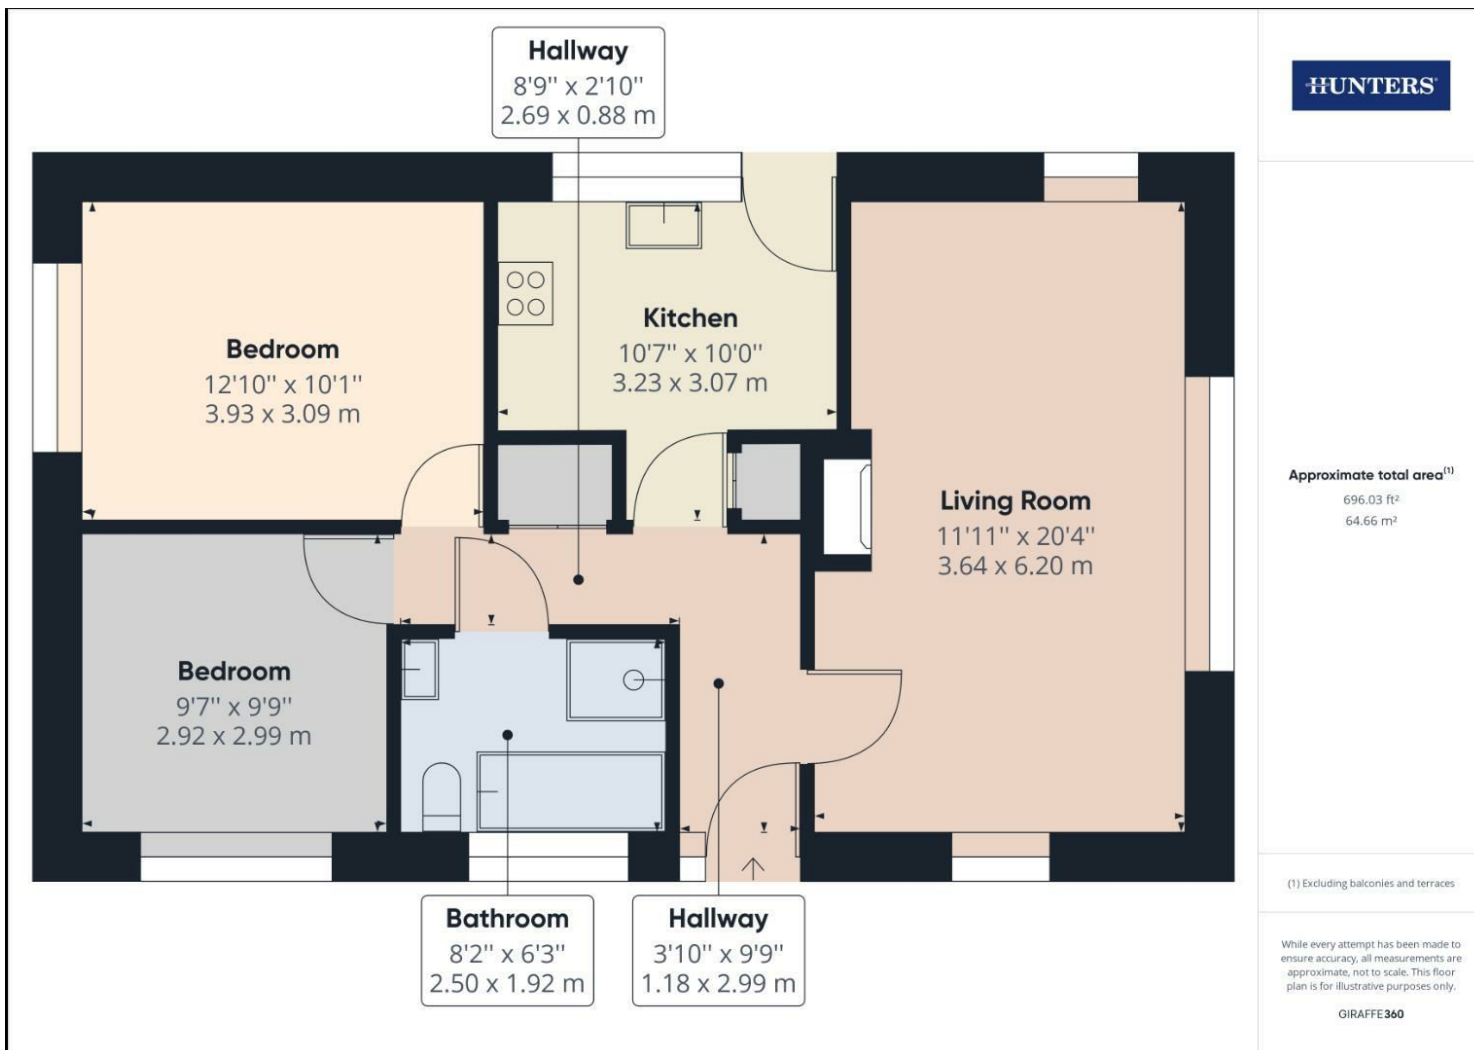 Hallway
8'9'' x 2'10''
2.69 x 0.88 m
HUNTERS
Bedroom
12'10'' x 10'1''
3.93 x 3.09 m
Kitchen
10'7'' x 10'0''
3.23 x 3.07 m
Living Room
11'11'' x 20'4''
3.64 x 6.20 m
Bedroom
9'7'' x 9'9''
2.92 x 2.99 m
Bathroom
8'2'' x 6'3''
2.50 x 1.92 m
Hallway
3'10'' x 9'9''
1.18 x 2.99 m
Approximate total area(1)
696.03 ft²
64.66 m²
(1) Excluding balconies and terraces
While every attempt has been made to
ensure accuracy, all measurements are
approximate, not to scale. This floor
plan is for illustrative purposes only.
GIRAFFE360